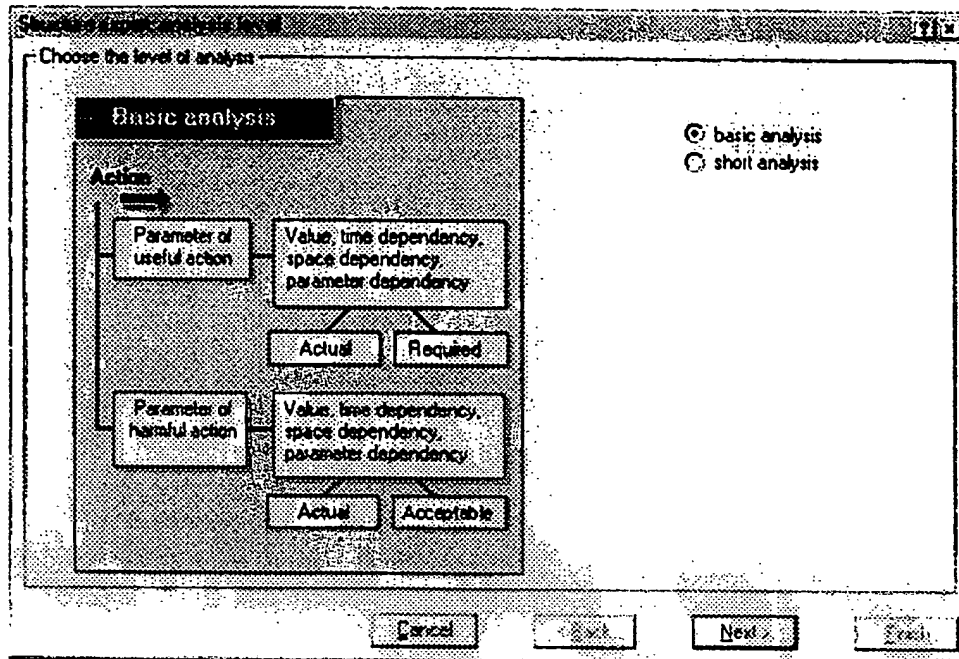 Choose the level of analysis
Basic analysis
basic analysis
short analysis
Action
Parameter of
useful action
Value, time dependency,
space dependency,
parameter dependency
Actual
Required
Parameter of
harmful action
Value, time dependency,
space dependency,
parameter dependency
Actual
Acceptable
Cancel
< Back
Next >
Finish